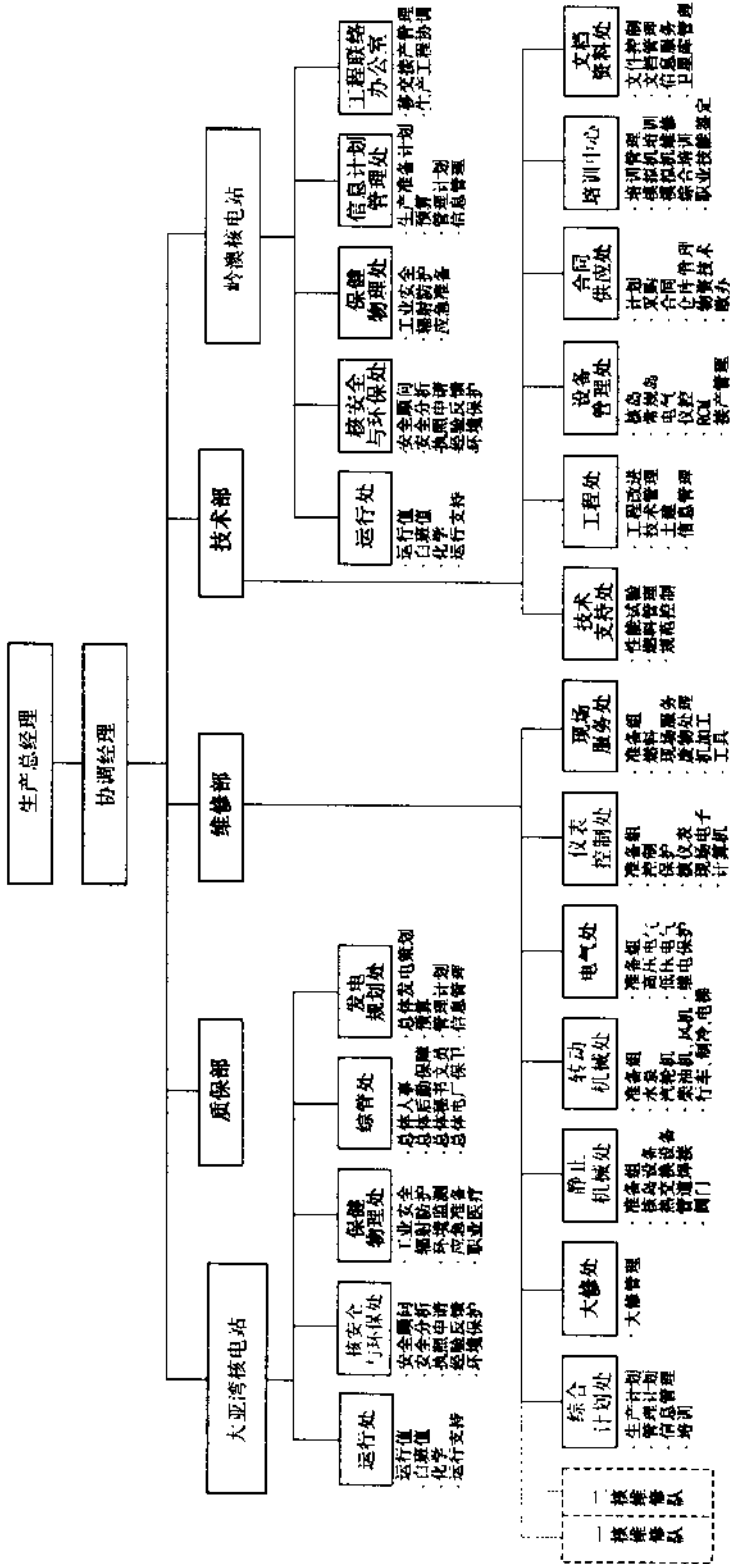 生产总经理
协调经理
大亚湾核电站
质保部
维修部
技术部
岭澳核电站
运行处
· 运行值
· 白班值
· 化学
· 运行支持
核安全
与环保处
· 安全顾问
· 安全分析
· 执照申请
· 经验反馈
· 环境保护
保健
物理处
· 工业安全
· 辐射防护
· 环境监测
· 应急准备
· 职业医疗
综管处
· 总体人事
· 总体后勤保障
· 总体秘书文员
· 总体电厂保卫
发电
规划处
· 总体发电策划
· 预算
· 管理计划
· 信息管理
运行处
· 运行值
· 白班值
· 化学
· 运行支持
核安全
与环保处
· 安全顾问
· 安全分析
· 执照申请
· 经验反馈
· 环境保护
保健
物理处
· 工业安全
· 辐射防护
· 应急准备
信息计划
管理处
· 生产准备计划
· 预算
· 管理计划
· 信息管理
工程联络
办公室
· 移交接产管理
· 生产工程协调
一核维修队
二核维修队
综合
计划处
· 生产计划
· 管理计划
· 信息管理
· 培训
大修处
· 大修管理
静止
机械处
· 准备组
· 核岛设备
· 热交换设备
· 管道焊接
· 阀门
转动
机械处
· 准备组
· 水泵
· 汽轮机
· 柴油机、风机
· 行车、制冷、电梯
电气处
· 准备组
· 高压电气
· 低压电气
· 继电保护
仪表
控制处
· 准备组
· 控制
· 保护
· 核仪表
· 现场电子
· 计算机
现场
服务处
· 准备组
· 燃料
· 现场服务
· 废物处理
· 机加工
· 工具
技术
支持处
· 性能试验
· 燃料管理
· 规范控制
工程处
· 工程改进
· 技术管理
· 土建
· 信息管理
设备
管理处
· 核岛
· 常规岛
· 电气
· 仪控
· RCM
· 接产管理
合同
供应处
· 计划
· 采购
· 合同
· 仓库管理
· 物资技术
培训中心
· 培训管理
· 模拟机培训
· 模拟机维修
· 综合培训
· 职业技能鉴定
文档
资料处
· 文件控制
· 文档管理
· 信息服务
· 卫星库管理